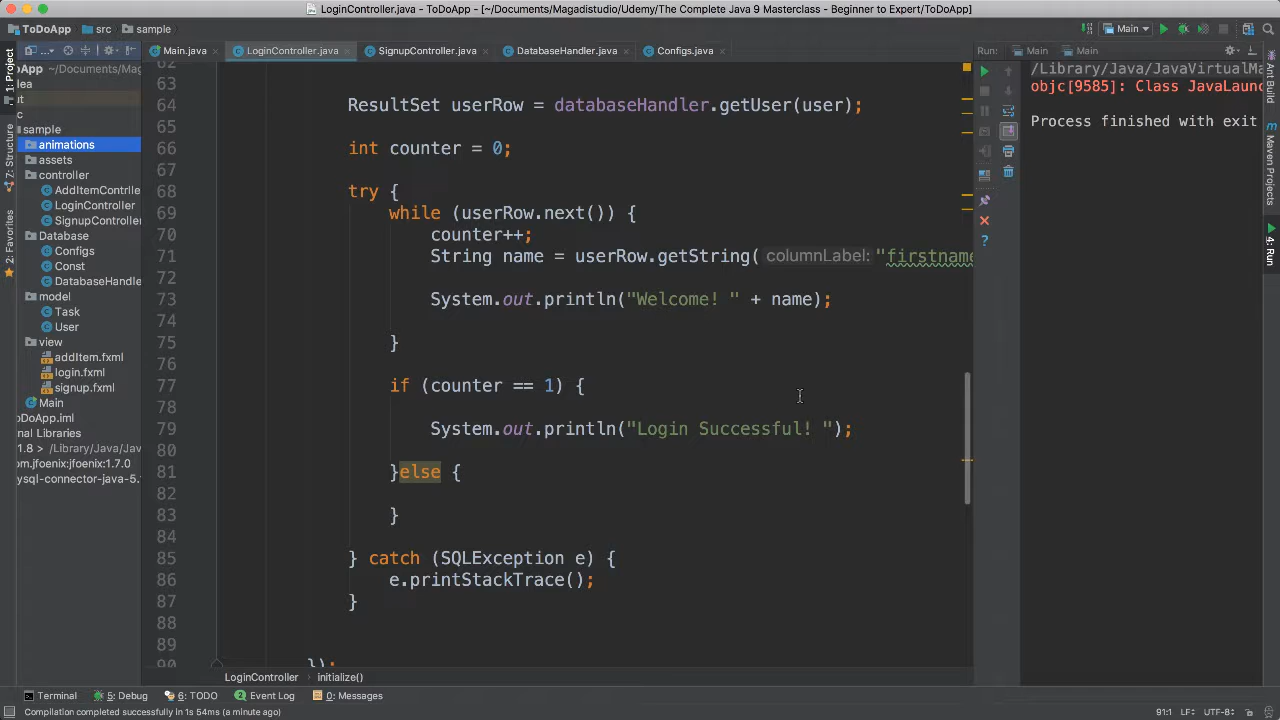 LoginController.java - ToDoApp - [~/Documents/Magadistudio/Udemy/The Complete Java 9 Masterclass - Beginner to Expert/ToDoApp]
ToDoApp src sample Main
Main.java LoginController.java SignupController.java DatabaseHandler.java Configs.java Run: Main Main
1: Project
7: Structure
2: Favorites
App ~/Documents/Mag
dea
ut
c
sample
animations
assets
controller
AddItemContrlle
LoginController
SignupController
Database
Configs
Const
DatabaseHandle
model
Task
User
view
addItem.fxml
login.fxml
signup.fxml
Main
oDoApp.iml
nal Libraries
1.8 > /Library/Java/
om.jfoenix:jfoenix:1.7.0
ysql-connector-java-5.
62
63
64 ResultSet userRow = databaseHandler.getUser(user);
65
66 int counter = 0;
67
68 try {
69 while (userRow.next()) {
70 counter++;
71 String name = userRow.getString( columnLabel: "firstname
72
73 System.out.println("Welcome! " + name);
74
75 }
76
77 if (counter == 1) {
78
79 System.out.println("Login Successful! ");
80
81 }else {
82
83 }
84
85 } catch (SQLException e) {
86 e.printStackTrace();
87 }
88
89
90 });
/Library/Java/JavaVirtualMa
objc[9585]: Class JavaLaunc
Process finished with exit
Ant Build
Maven Projects
4: Run
LoginController initialize()
Terminal 5: Debug 6: TODO Event Log 0: Messages
Compilation completed successfully in 1s 54ms (a minute ago) 91:1 LF÷ UTF-8÷